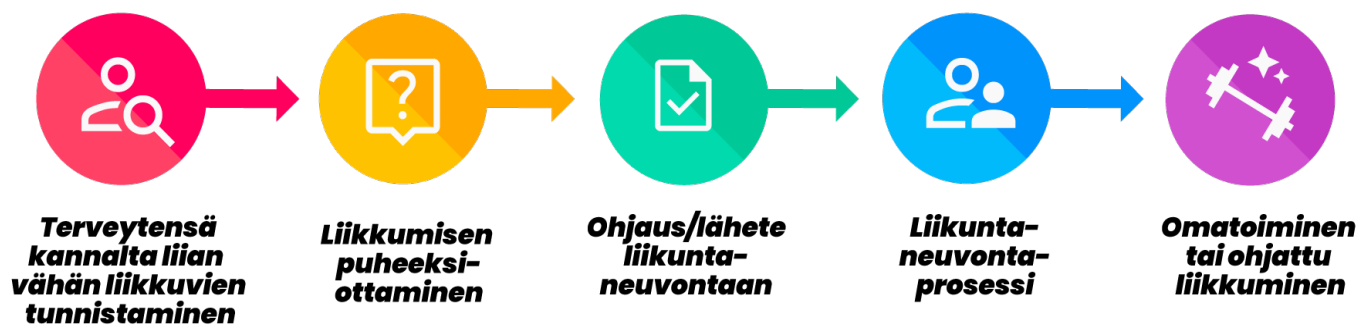 Terveytensä
kannalta liian
vähän liikkuvien
tunnistaminen
Liikkumisen
puheeksi-
ottaminen
Ohjaus/lähete
liikunta-
neuvontaan
Liikunta-
neuvonta-
prosessi
Omatoiminen
tai ohjattu
liikkuminen